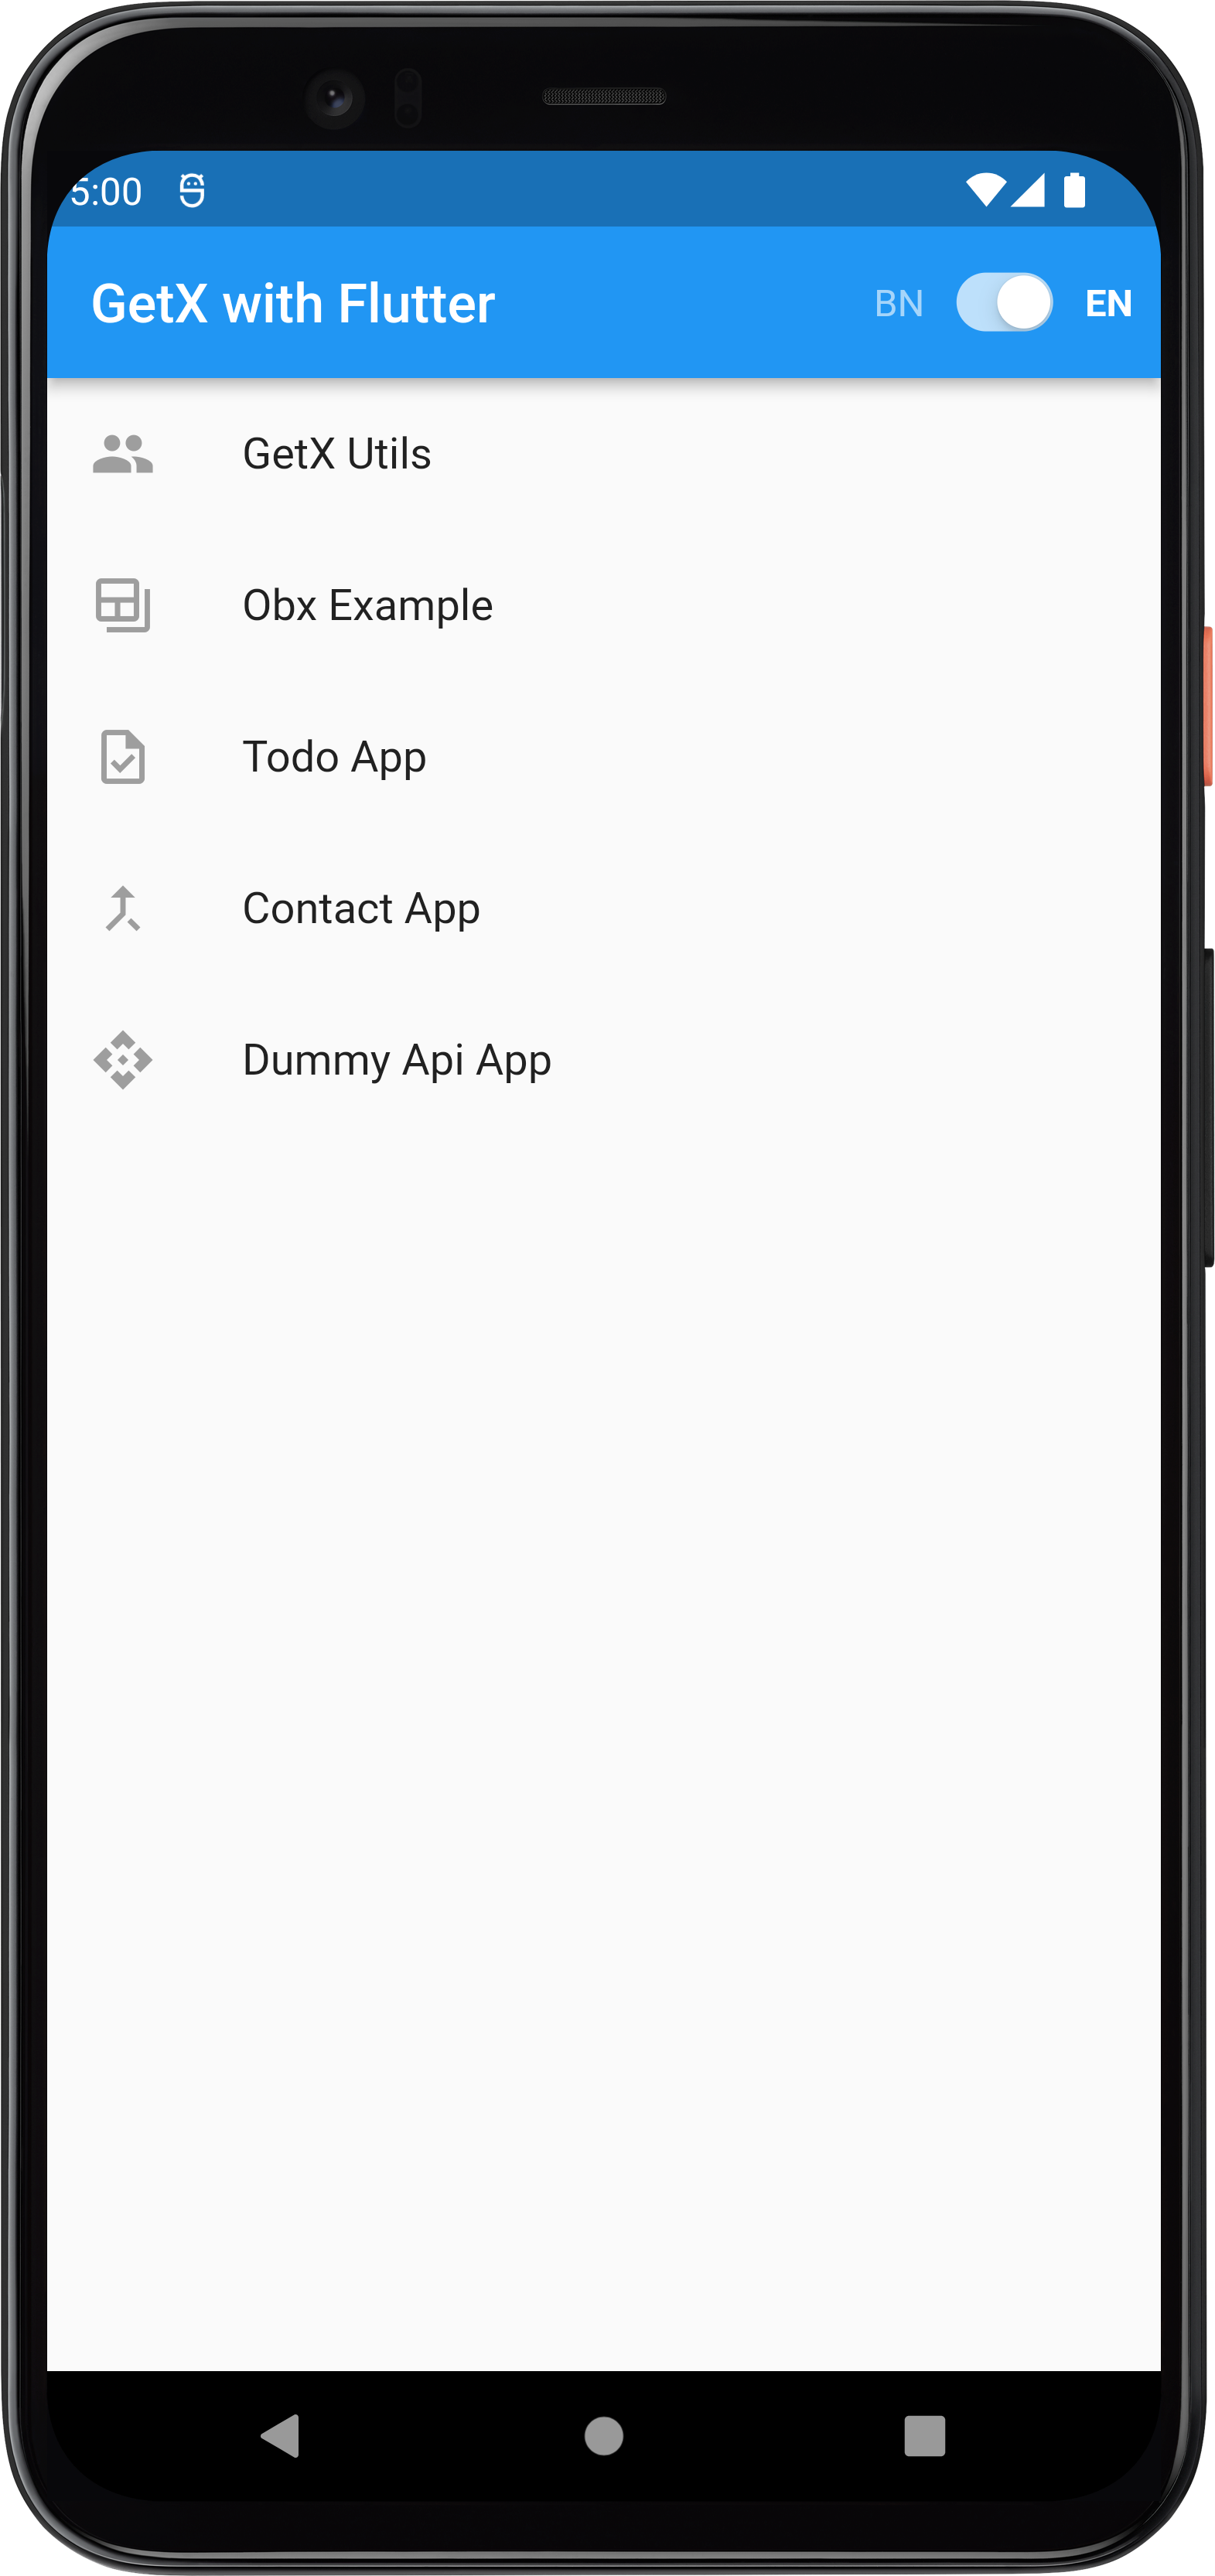 5:00
GetX with Flutter BN EN
GetX Utils
Obx Example
Todo App
Contact App
Dummy Api App